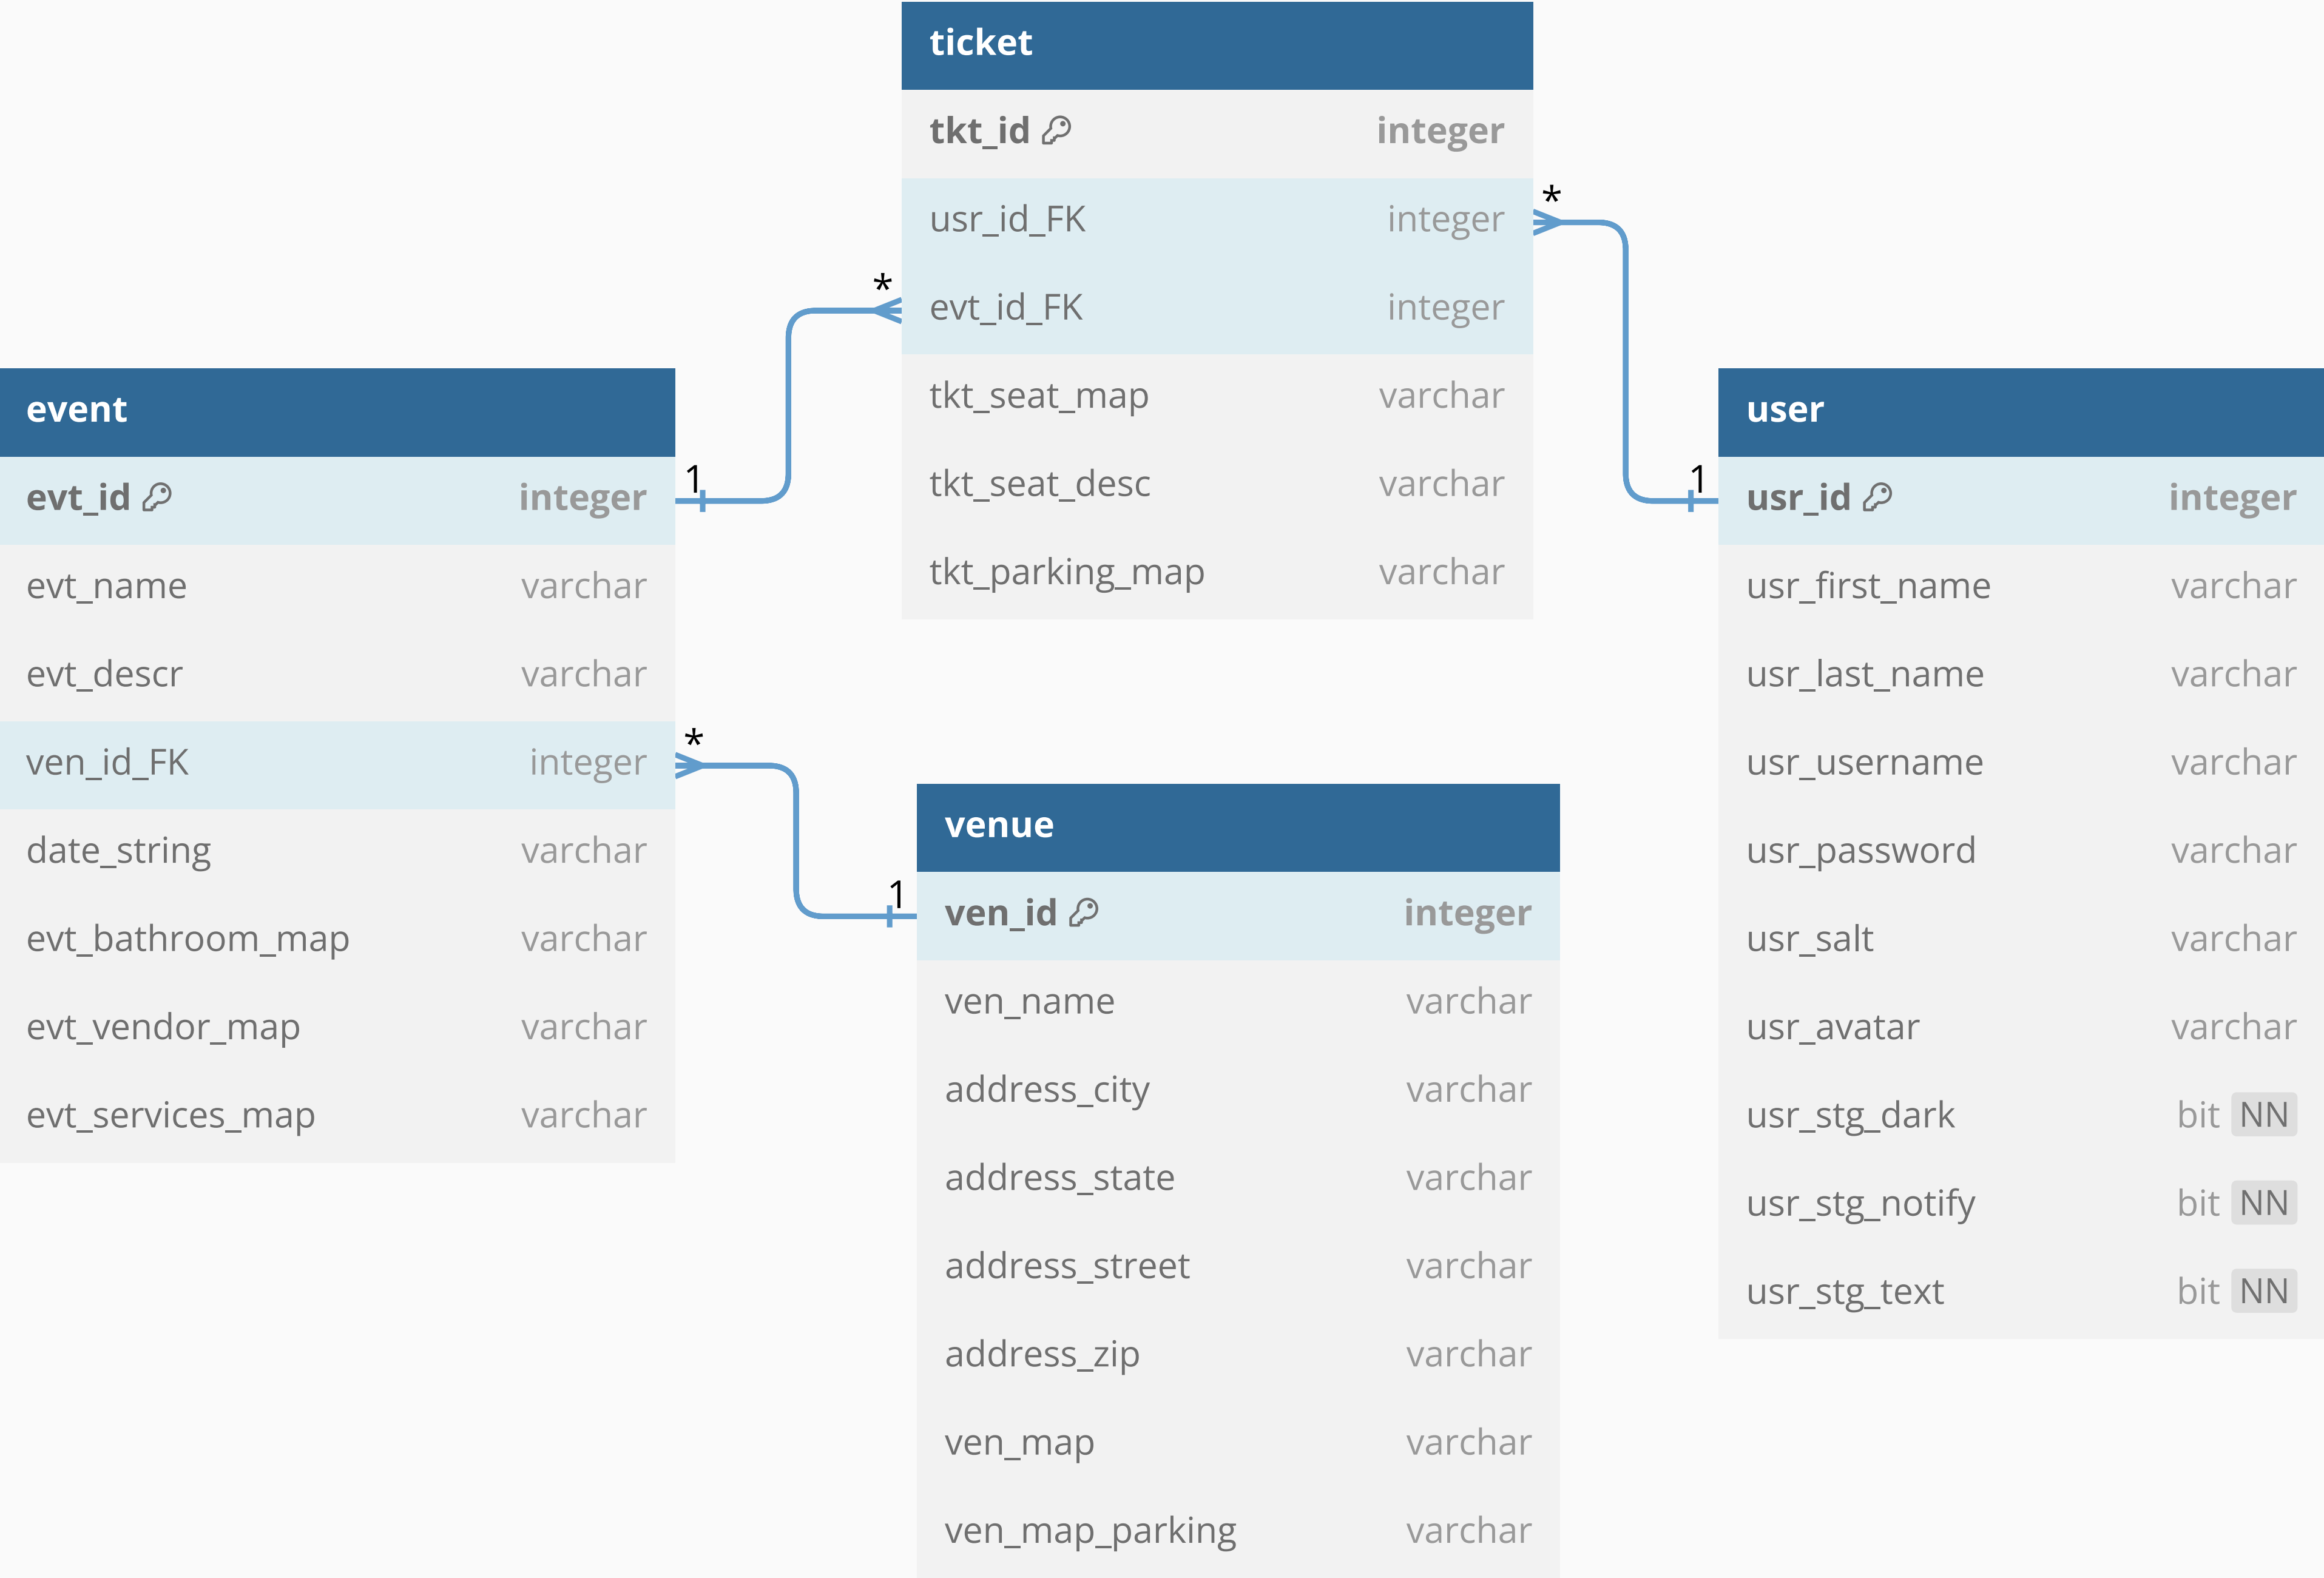 ticket
tkt_id integer
usr_id_FK integer
evt_id_FK integer
tkt_seat_map varchar
tkt_seat_desc varchar
tkt_parking_map varchar
*
*
event
evt_id integer
evt_name varchar
evt_descr varchar
ven_id_FK integer
date_string varchar
evt_bathroom_map varchar
evt_vendor_map varchar
evt_services_map varchar
1
*
1
venue
ven_id integer
ven_name varchar
address_city varchar
address_state varchar
address_street varchar
address_zip varchar
ven_map varchar
ven_map_parking varchar
1
user
usr_id integer
usr_first_name varchar
usr_last_name varchar
usr_username varchar
usr_password varchar
usr_salt varchar
usr_avatar varchar
usr_stg_dark bit NN
usr_stg_notify bit NN
usr_stg_text bit NN